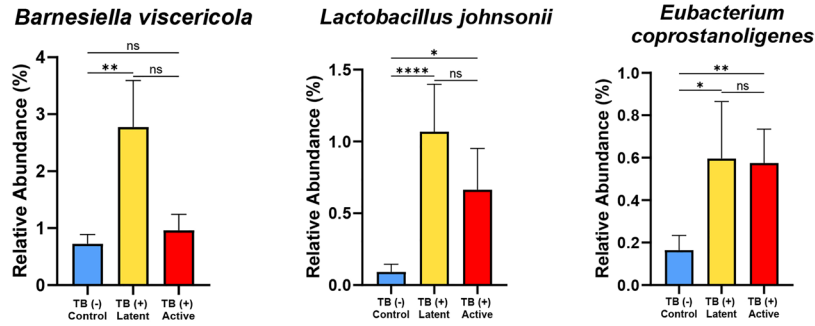 Barnesiella viscericola
ns
**
ns
Relative Abundance (%)
4
3
2
1
0
TB (-)
Control
TB (+)
Latent
TB (+)
Active
Lactobacillus johnsonii
*
****
ns
Relative Abundance (%)
1.5
1.0
0.5
0.0
TB (-)
Control
TB (+)
Latent
TB (+)
Active
Eubacterium
coprostanoligenes
**
*
ns
Relative Abundance (%)
1.0
0.8
0.6
0.4
0.2
0.0
TB (-)
Control
TB (+)
Latent
TB (+)
Active